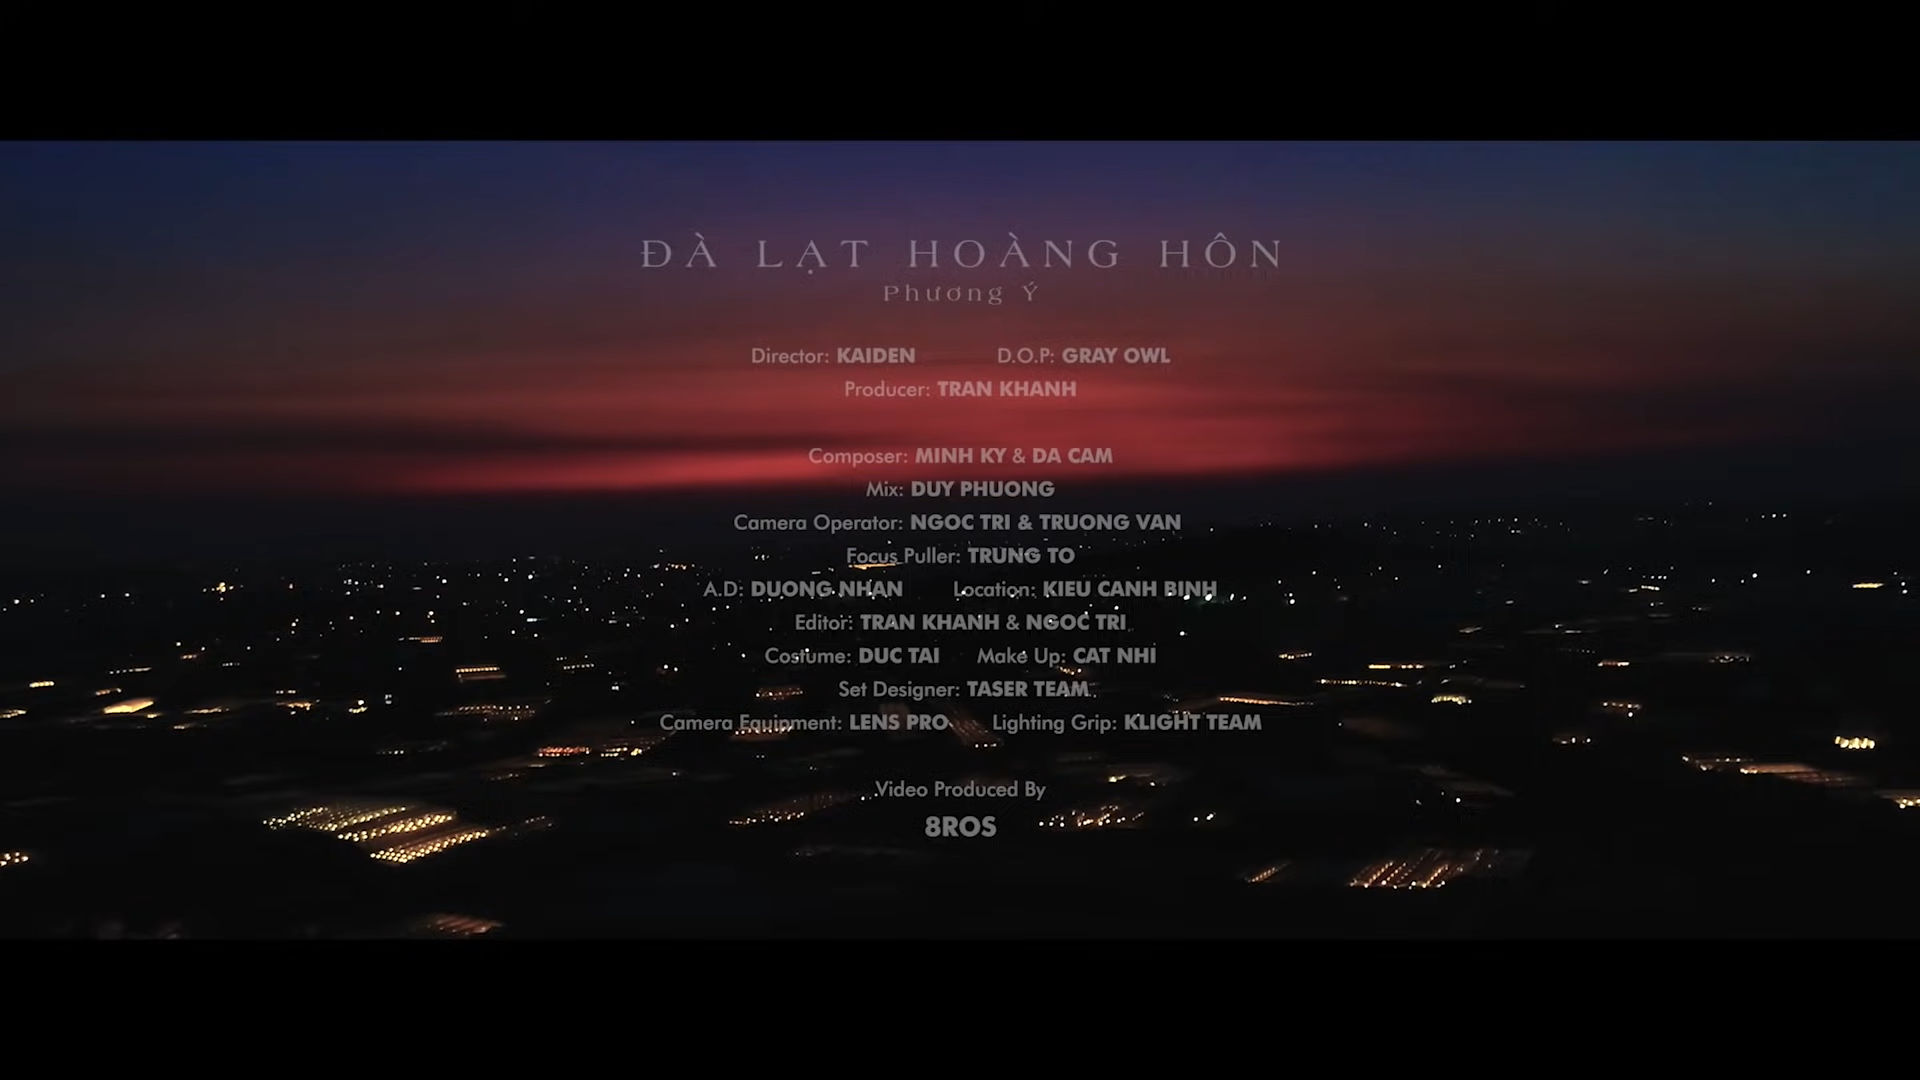 ĐÀ LẠT HOÀNG HÔN
Phương Ý
Director: KAIDEN D.O.P: GRAY OWL
Producer: TRAN KHANH
Composer: MINH KY & DA CAM
Mix: DUY PHUONG
Camera Operator: NGOC TRI & TRUONG VAN
Focus Puller: TRUNG TO
A.D: DUONG NHAN Location: KIEU CANH BINH
Editor: TRAN KHANH & NGOC TRI
Costume: DUC TAI Make Up: CAT NHI
Set Designer: TASER TEAM
Camera Equipment: LENS PRO Lighting Grip: KLIGHT TEAM
Video Produced By
8ROS